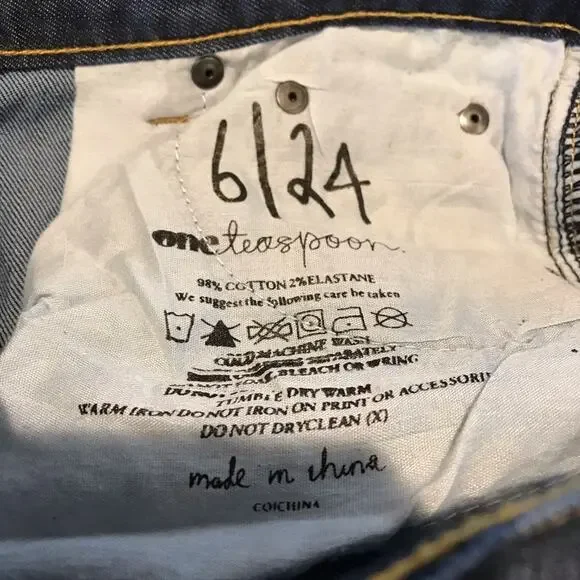 6/24
oneteaspoon.
98% COTTON 2% ELASTANE
We suggest the following care be taken
COLD MACHINE WASH
SEPARATELY
BLEACH OR WRING
TUMBLE DRY WARM
WARM IRON DO NOT IRON ON PRINT OR ACCESSORI
DO NOT DRYCLEAN (X)
made in china
COICHINA